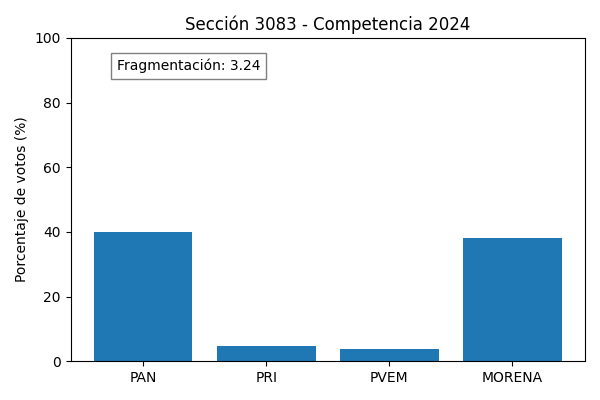 Sección 3083 - Competencia 2024
Fragmentación: 3.24
Porcentaje de votos (%)
100
80
60
40
20
0
PAN PRI PVEM MORENA